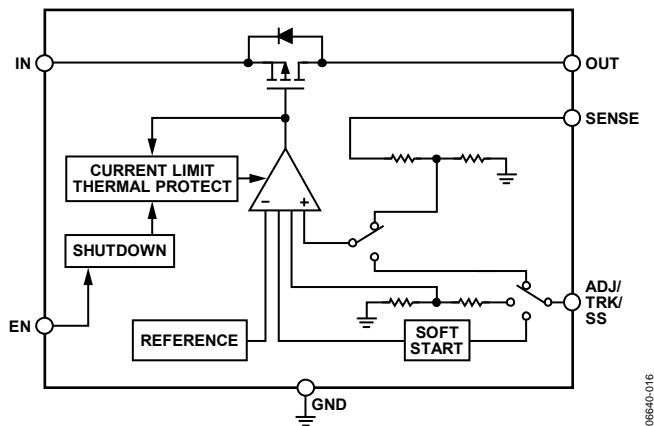 IN
OUT
SENSE
CURRENT LIMIT
THERMAL PROTECT
– +
SHUTDOWN
ADJ/
TRK/
SS
EN
REFERENCE
SOFT
START
GND
06640-016